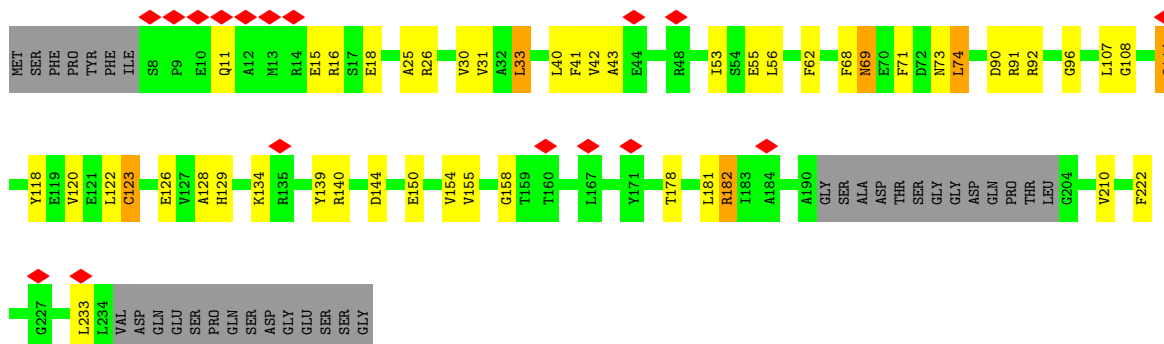 MET SER PHE PRO TYR PHE ILE S8 P9 E10 Q11 A12 M13 R14 E15 R16 S17 E18 A25 R26 V30 V31 A32 L33 L40 F41 V42 A43 E44 R48 I53 S54 E55 L56 F62 F68 N69 E70 F71 D72 N73 L74 D90 R91 R92 G96 L107 G108
Y118 E119 V120 E121 L122 C123 E126 V127 A128 H129 K134 R135 Y139 R140 D144 E150 V154 V155 G158 T159 T160 L167 Y171 T178 L181 R182 I183 A184 A190 GLY SER ALA ASP THR SER GLY GLY ASP GLN PRO THR LEU G204 V210 F222
G227 L233 L234 VAL ASP GLN GLU SER PRO GLN SER ASP GLY GLU SER SER GLY